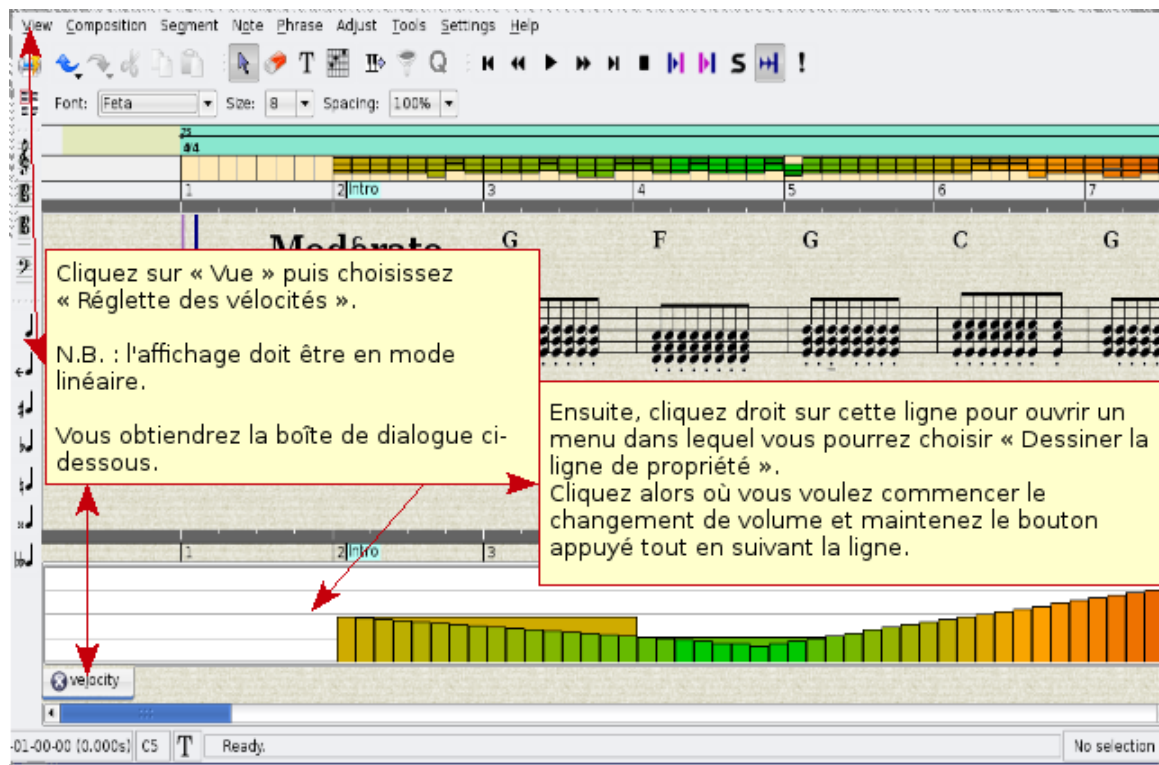 View Composition Segment Note Phrase Adjust Tools Settings Help
T Q S !
Font: Feta Size: 8 Spacing: 100%
75
4/4
1 2 Intro 3 4 5 6 7
Modérato G F G C G
Cliquez sur « Vue » puis choisissez
« Réglette des vélocités ».
N.B. : l'affichage doit être en mode
linéaire.
Vous obtiendrez la boîte de dialogue ci-
dessous.
Ensuite, cliquez droit sur cette ligne pour ouvrir un
menu dans lequel vous pourrez choisir « Dessiner la
ligne de propriété ».
Cliquez alors où vous voulez commencer le
changement de volume et maintenez le bouton
appuyé tout en suivant la ligne.
1 2 Intro 3
velocity
-01-00-00 (0.000s) C5 T Ready. No selection